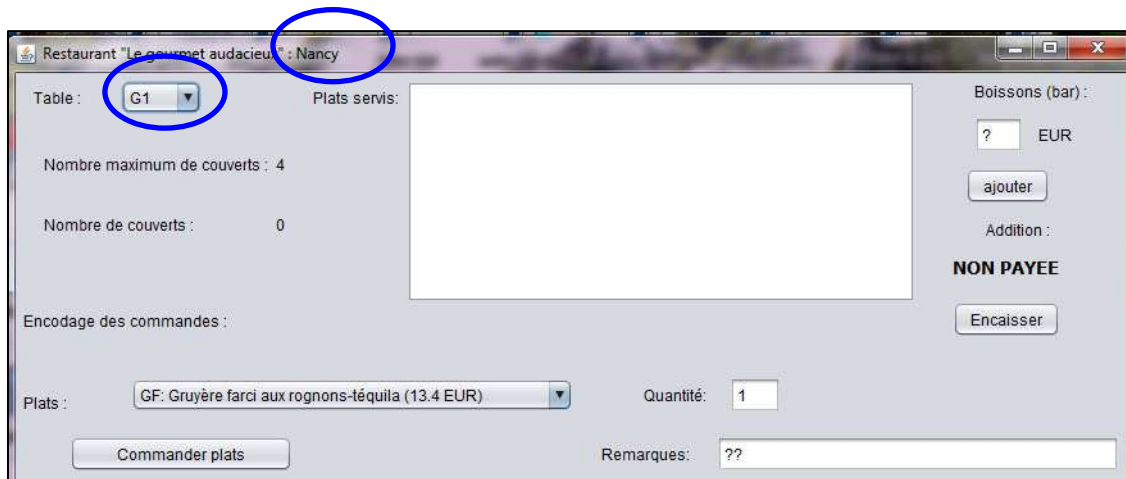 Restaurant "Le gourmet audacieux" : Nancy
Table : G1 Plats servis: Boissons (bar) :
? EUR
Nombre maximum de couverts : 4
ajouter
Nombre de couverts : 0 Addition :
NON PAYEE
Encodage des commandes : Encaisser
Plats : GF: Gruyère farci aux rognons-téquila (13.4 EUR) Quantité: 1
Commander plats Remarques: ??